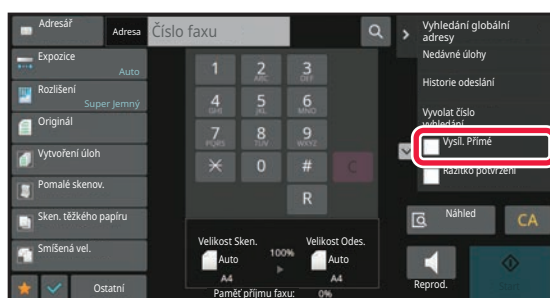 Adresář
Adresa
Číslo faxu
Expozice
Auto
Rozlišení
Super Jemný
Originál
Vytvoření úloh
Pomalé skenov.
Sken. těžkého papíru
Smíšená vel.
Ostatní
1
2 ABC
3 DEF
4 GHI
5 JKL
6 MNO
7 PQRS
8 TUV
9 WXYZ
0
#
C
R
Velikost Sken.
100%
Velikost Odes.
Auto
Auto
A4
A4
Paměť příjmu faxu: 0%
Vyhledání globální
adresy
Nedávné úlohy
Historie odeslání
Vyvolat číslo
vyhledání
Vysíl. Přímé
Razítko potvrzení
Náhled
CA
Reprod.
Start